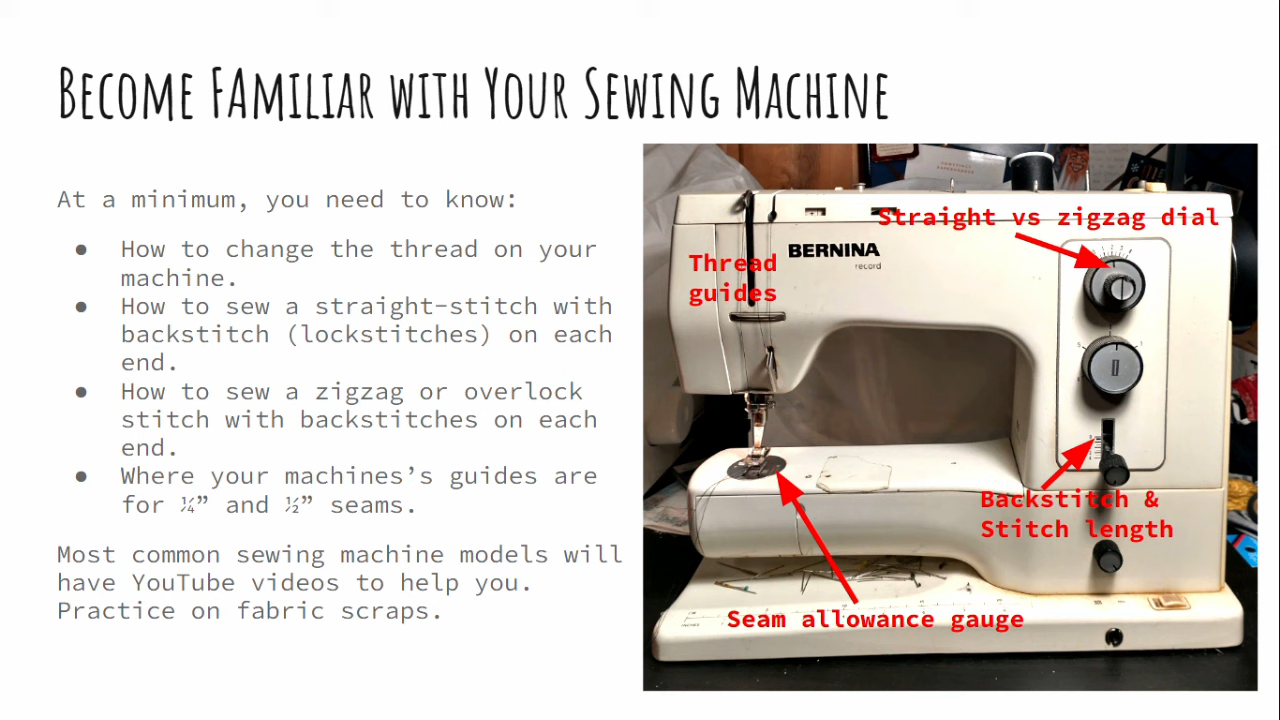 Become FAmiliar with Your Sewing Machine
At a minimum, you need to know:
● How to change the thread on your
machine.
● How to sew a straight-stitch with
backstitch (lockstitches) on each
end.
● How to sew a zigzag or overlock
stitch with backstitches on each
end.
● Where your machines’s guides are
for ¼” and ½” seams.
Most common sewing machine models will
have YouTube videos to help you.
Practice on fabric scraps.
Straight vs zigzag dial
BERNINA
record
Thread
guides
Backstitch &
Stitch length
Seam allowance gauge
INCHES